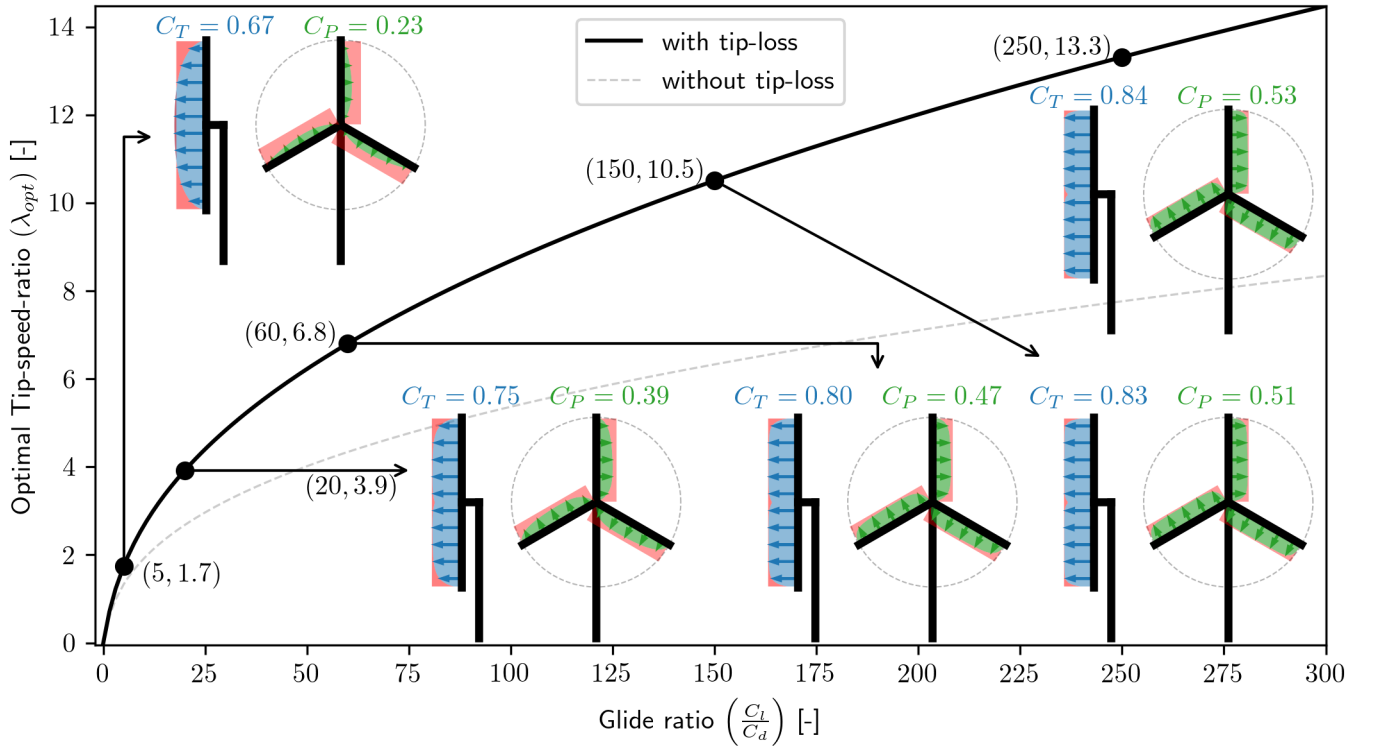 Optimal Tip-speed-ratio (λ_opt) [-]
14
12
10
8
6
4
2
0
C_T = 0.67 C_P = 0.23
with tip-loss
without tip-loss
(250, 13.3)
C_T = 0.84 C_P = 0.53
(150, 10.5)
(60, 6.8)
C_T = 0.75 C_P = 0.39
C_T = 0.80 C_P = 0.47
C_T = 0.83 C_P = 0.51
(20, 3.9)
(5, 1.7)
0 25 50 75 100 125 150 175 200 225 250 275 300
Glide ratio (C_l/C_d) [-]